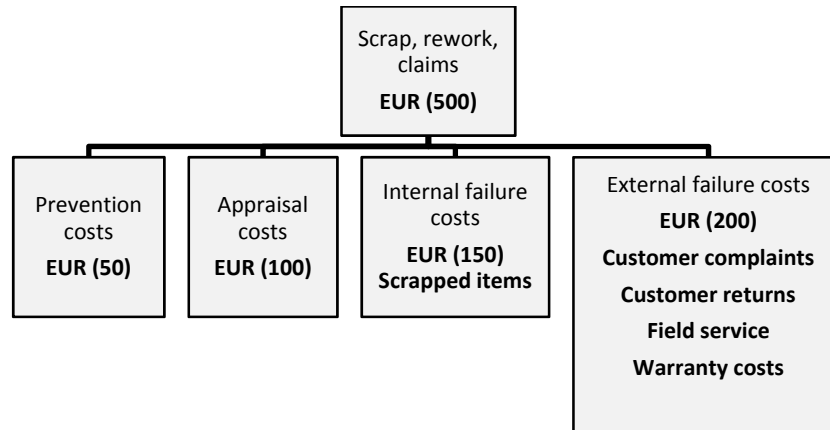 Scrap, rework,
claims
EUR (500)
Prevention
costs
EUR (50)
Appraisal
costs
EUR (100)
Internal failure
costs
EUR (150)
Scrapped items
External failure costs
EUR (200)
Customer complaints
Customer returns
Field service
Warranty costs